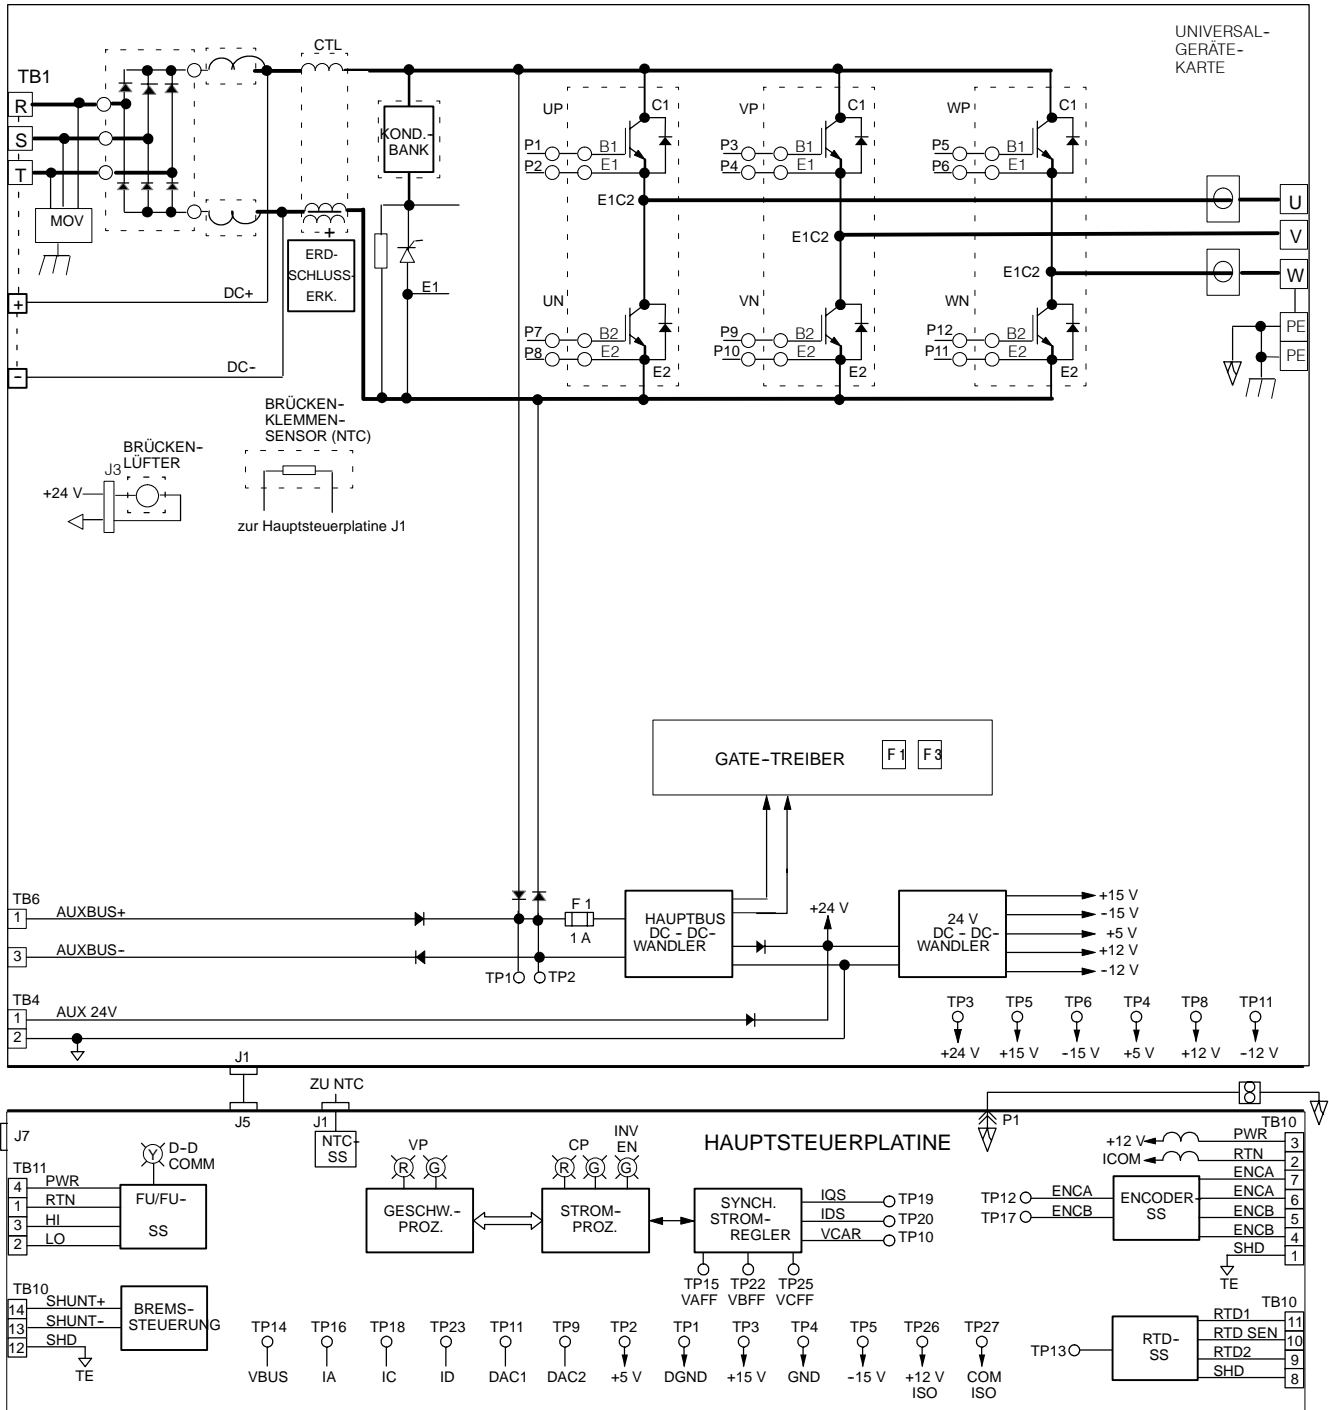 UNIVERSAL-
GERÄTE-
KARTE
CTL
TB1
R
S
T
MOV
KOND.-
BANK
UP
C1
VP
C1
WP
C1
P1
B1
P2
E1
P3
B1
P4
E1
P5
B1
P6
E1
E1C2
E1C2
E1C2
U
V
W
PE
PE
ERD-
SCHLUSS-
ERK.
E1
+
DC+
-
DC-
UN
VN
WN
P7
B2
P8
E2
P9
B2
P10
E2
P12
B2
P11
E2
E2
E2
E2
BRÜCKEN-
KLEMMEN-
SENSOR (NTC)
zur Hauptsteuerplatine J1
BRÜCKEN-
LÜFTER
J3
+24 V
GATE-TREIBER
F1
F3
TB6
1
AUXBUS+
3
AUXBUS-
F 1
1 A
TP1
TP2
HAUPTBUS
DC - DC-
WANDLER
+24 V
24 V
DC - DC-
WANDLER
+15 V
-15 V
+5 V
+12 V
-12 V
TB4
1
AUX 24V
2
TP3
TP5
TP6
TP4
TP8
TP11
+24 V
+15 V
-15 V
+5 V
+12 V
-12 V
J1
ZU NTC
J5
J1
NTC-
SS
P1
J7
HAUPTSTEUERPLATINE
D-D
COMM
Y
TB11
4
PWR
1
RTN
3
HI
2
LO
FU/FU-
SS
VP
R
G
GESCHW.-
PROZ.
CP
INV
EN
R
G
G
STROM-
PROZ.
SYNCH.
STROM-
REGLER
IQS
TP19
IDS
TP20
VCAR
TP10
TP15
VAFF
TP22
VBFF
TP25
VCFF
TB10
+12 V
PWR
3
ICOM
RTN
2
ENCA
7
TP12
ENCA
ENCA
6
TP17
ENCB
ENCB
5
ENCB
4
SHD
1
ENCODER-
SS
TE
TB10
14
SHUNT+
13
SHUNT-
12
SHD
BREMS-
STEUERUNG
TE
TP14
TP16
TP18
TP23
TP11
TP9
TP2
TP1
TP3
TP4
TP5
TP26
TP27
VBUS
IA
IC
ID
DAC1
DAC2
+5 V
DGND
+15 V
GND
-15 V
+12 V
ISO
COM
ISO
TB10
TP13
RTD-
SS
RTD1
11
RTD SEN
10
RTD2
9
SHD
8